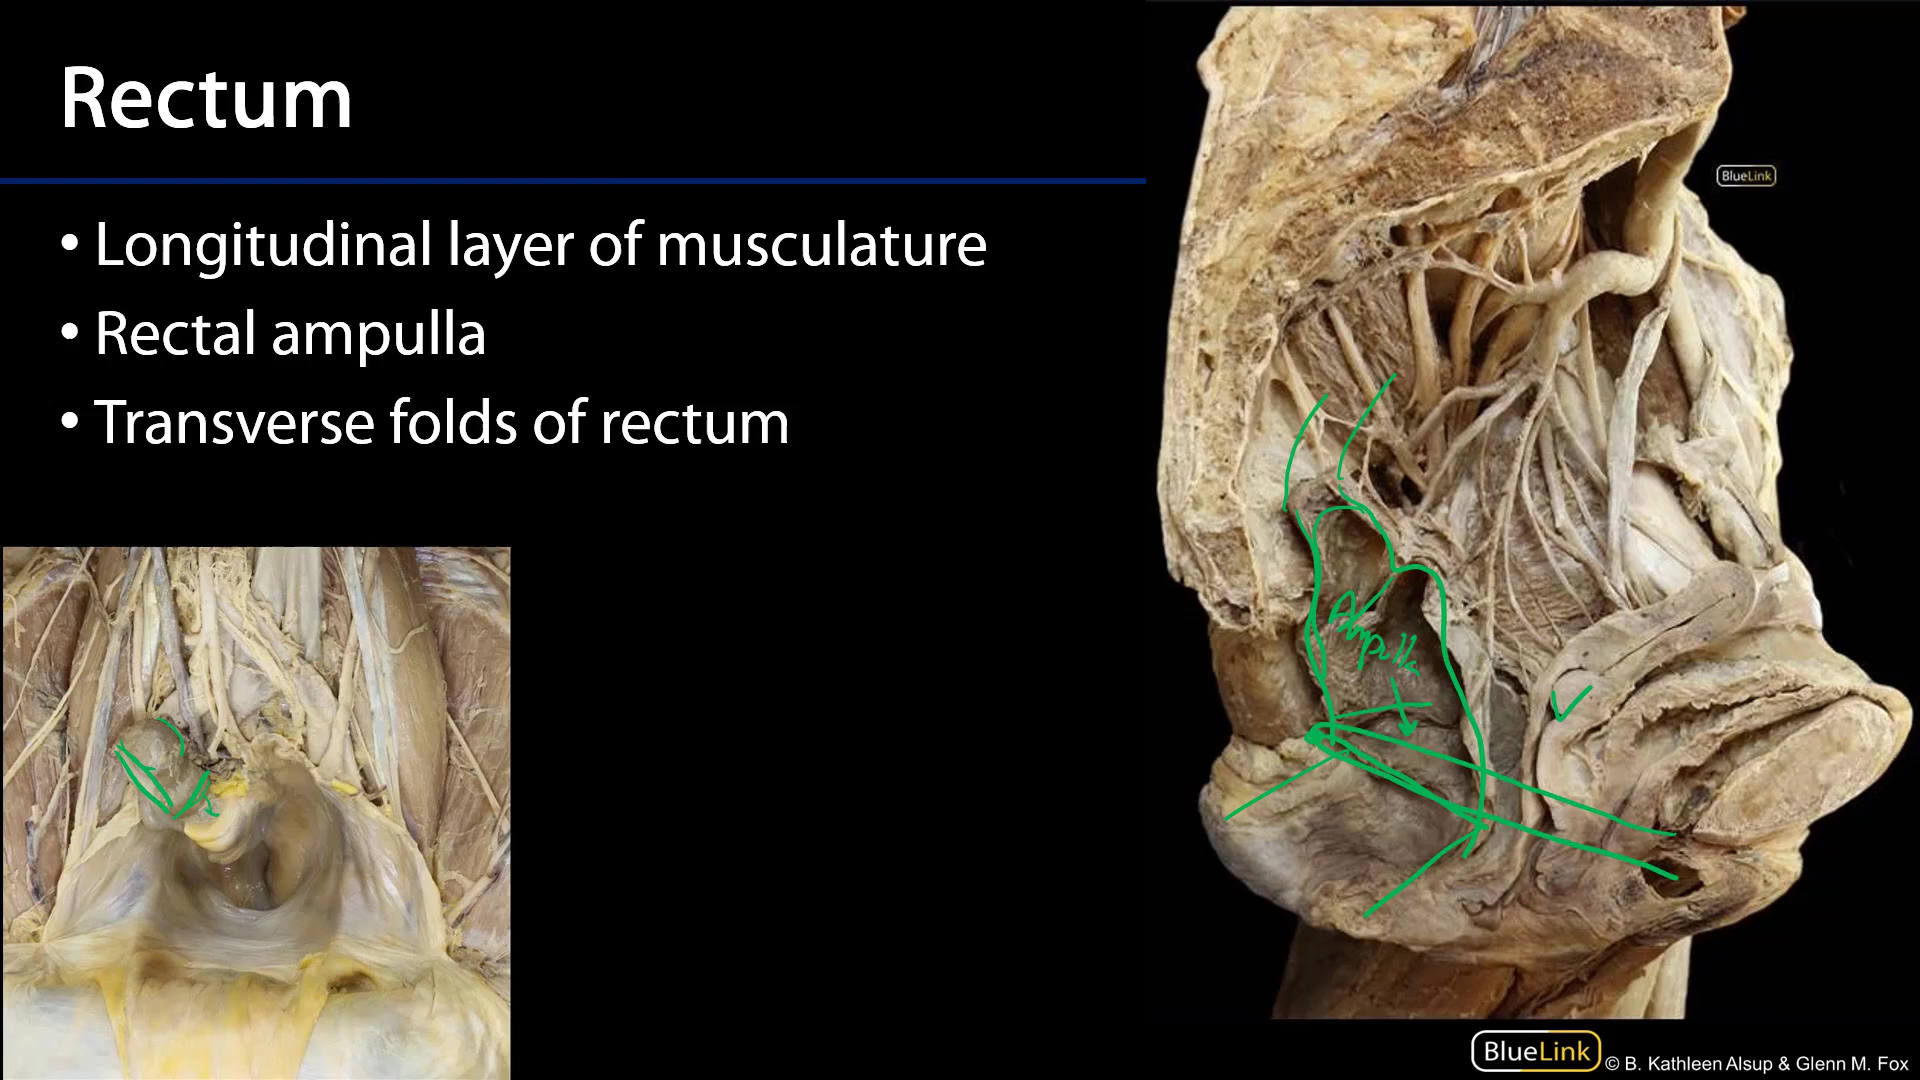 Rectum
• Longitudinal layer of musculature
• Rectal ampulla
• Transverse folds of rectum
BlueLink
Ampulla
BlueLink © B. Kathleen Alsup & Glenn M. Fox